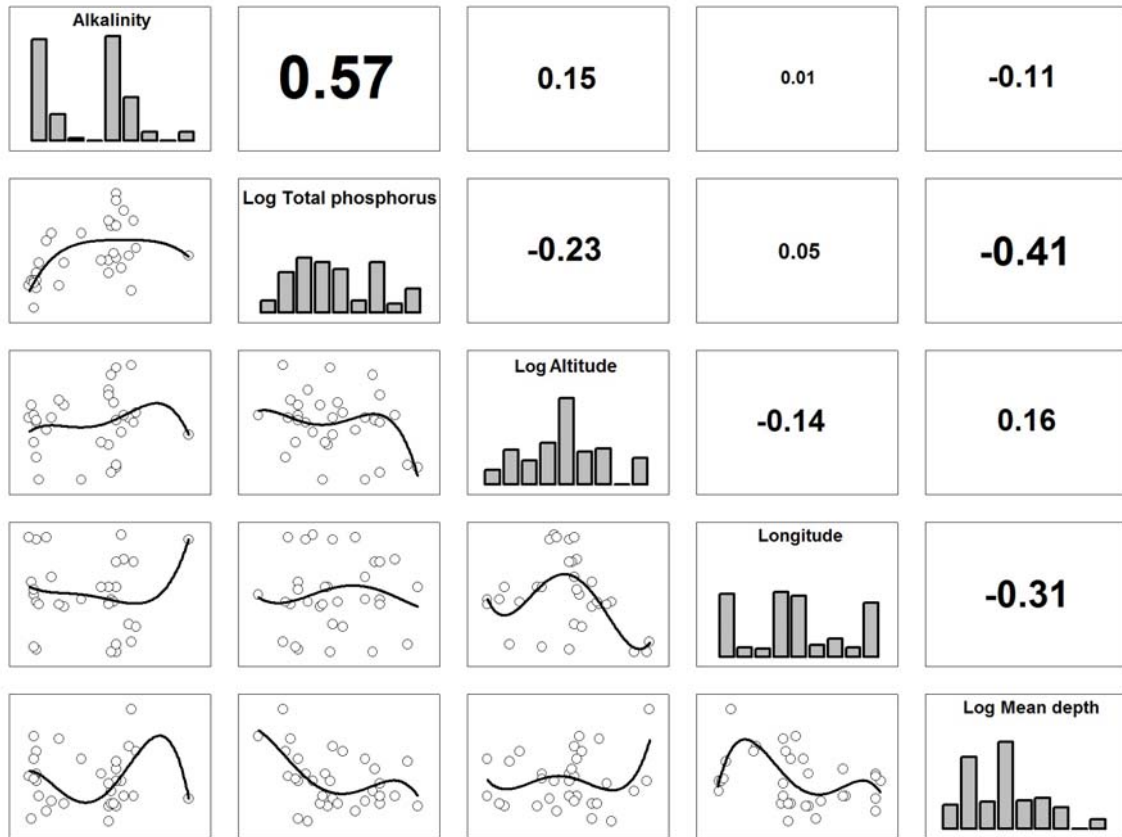 Alkalinity
0.57
0.15
0.01
-0.11
Log Total phosphorus
-0.23
0.05
-0.41
Log Altitude
-0.14
0.16
Longitude
-0.31
Log Mean depth